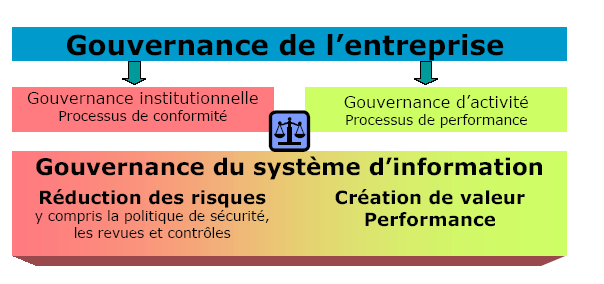 Gouvernance de l’entreprise
Gouvernance institutionnelle
Processus de conformité
Gouvernance d’activité
Processus de performance
Gouvernance du système d’information
Réduction des risques
y compris la politique de sécurité,
les revues et contrôles
Création de valeur
Performance